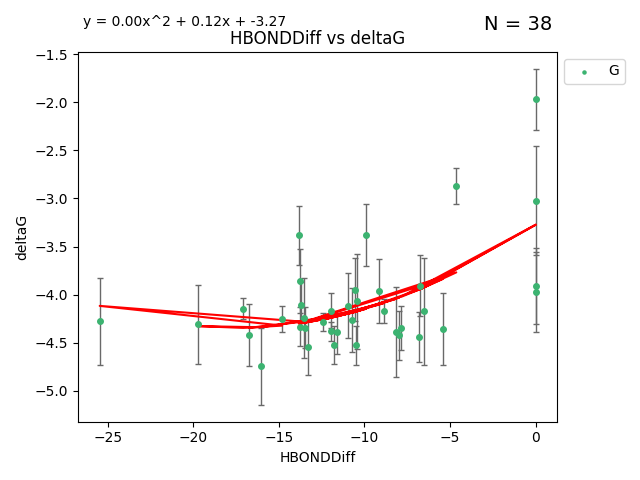 y = 0.00x^2 + 0.12x + -3.27
N = 38
HBONDDiff vs deltaG
G
deltaG
−1.5
−2.0
−2.5
−3.0
−3.5
−4.0
−4.5
−5.0
−25 −20 −15 −10 −5 0
HBONDDiff